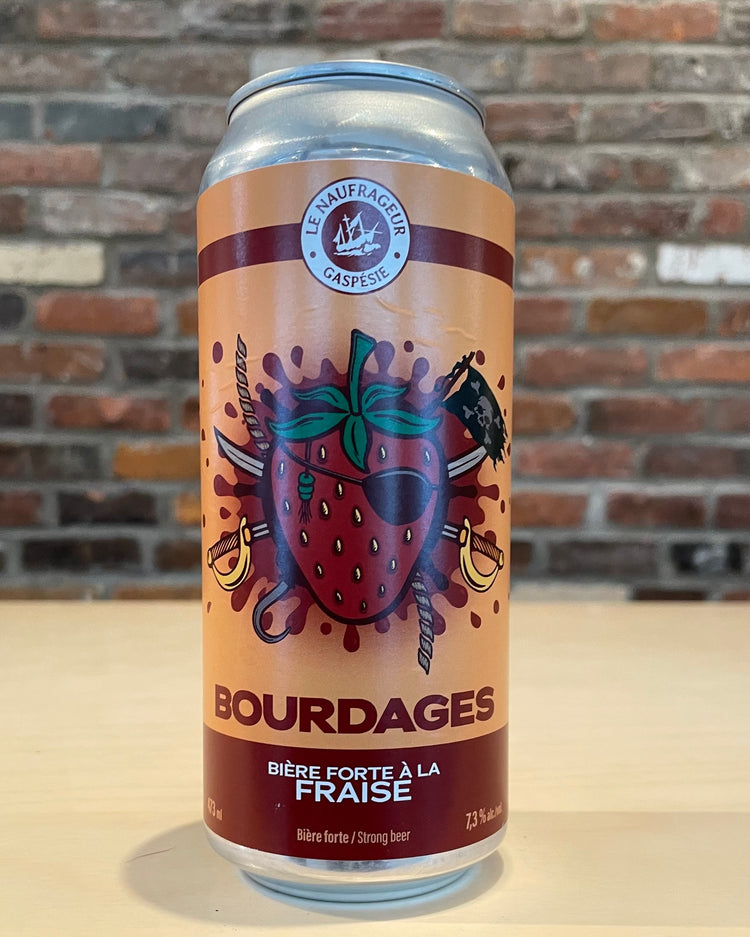 LE NAUFRAGEUR
GASPÉSIE
BOURDAGES
BIÈRE FORTE À LA
FRAISE
473 ml
7,3 % alc./vol.
Bière forte / Strong beer